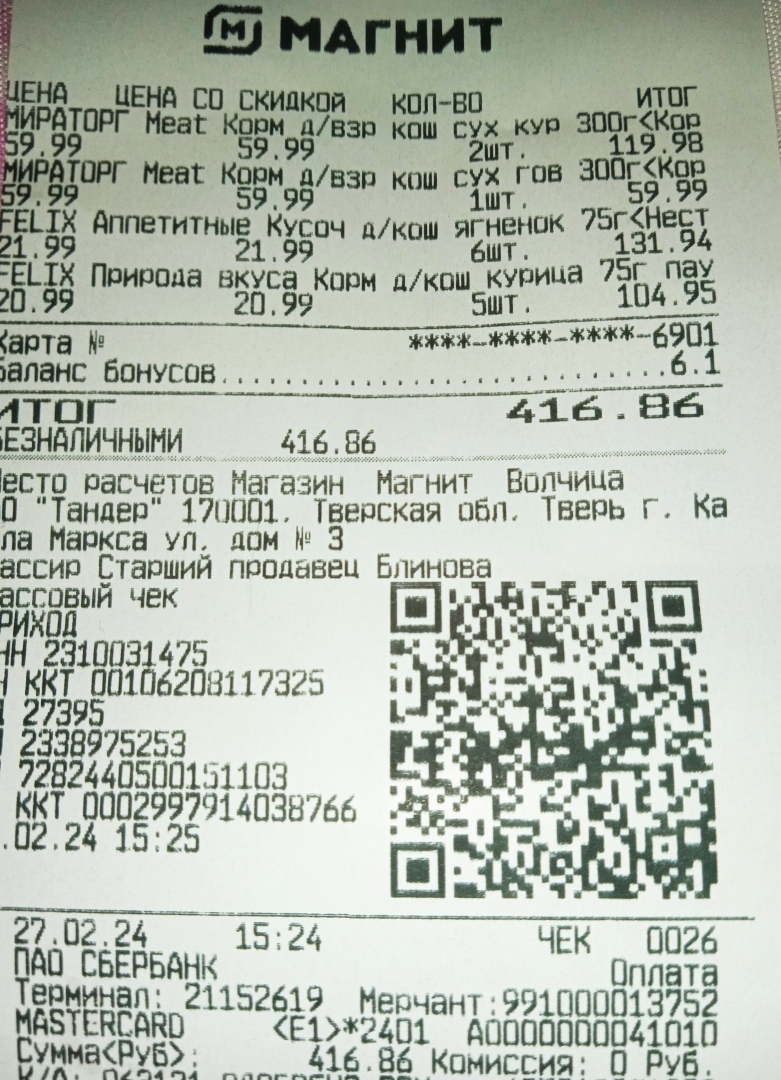 МАГНИТ
ЦЕНА ЦЕНА СО СКИДКОЙ КОЛ-ВО ИТОГ
МИРАТОРГ Meat Корм д/взр кош сух кур 300г<Кор
59.99 59.99 2шт. 119.98
МИРАТОРГ Meat Корм д/взр кош сух гов 300г<Кор
59.99 59.99 1шт. 59.99
FELIX Аппетитные Кусоч д/кош ягненок 75г<Нест
21.99 21.99 6шт. 131.94
FELIX Природа вкуса Корм д/кош курица 75г пау
20.99 20.99 5шт. 104.95
Карта № ****-****-****-6901
Баланс бонусов..............................6.1
ИТОГ 416.86
БЕЗНАЛИЧНЫМИ 416.86
есто расчетов Магазин Магнит Волчица
О "Тандер" 170001. Тверская обл. Тверь г. Ка
ла Маркса ул. дом № 3
ассир Старший продавец Блинова
ассовый чек
РИХОД
НН 2310031475
Н ККТ 00106208117325
27395
2338975253
7282440500151103
ККТ 0002997914038766
.02.24 15:25
27.02.24 15:24 ЧЕК 0026
ПАО СБЕРБАНК Оплата
Терминал: 21152619 Мерчант:991000013752
MASTERCARD <E1>*2401 A0000000041010
Сумма<Руб>: 416.86 Комиссия: 0 Руб.